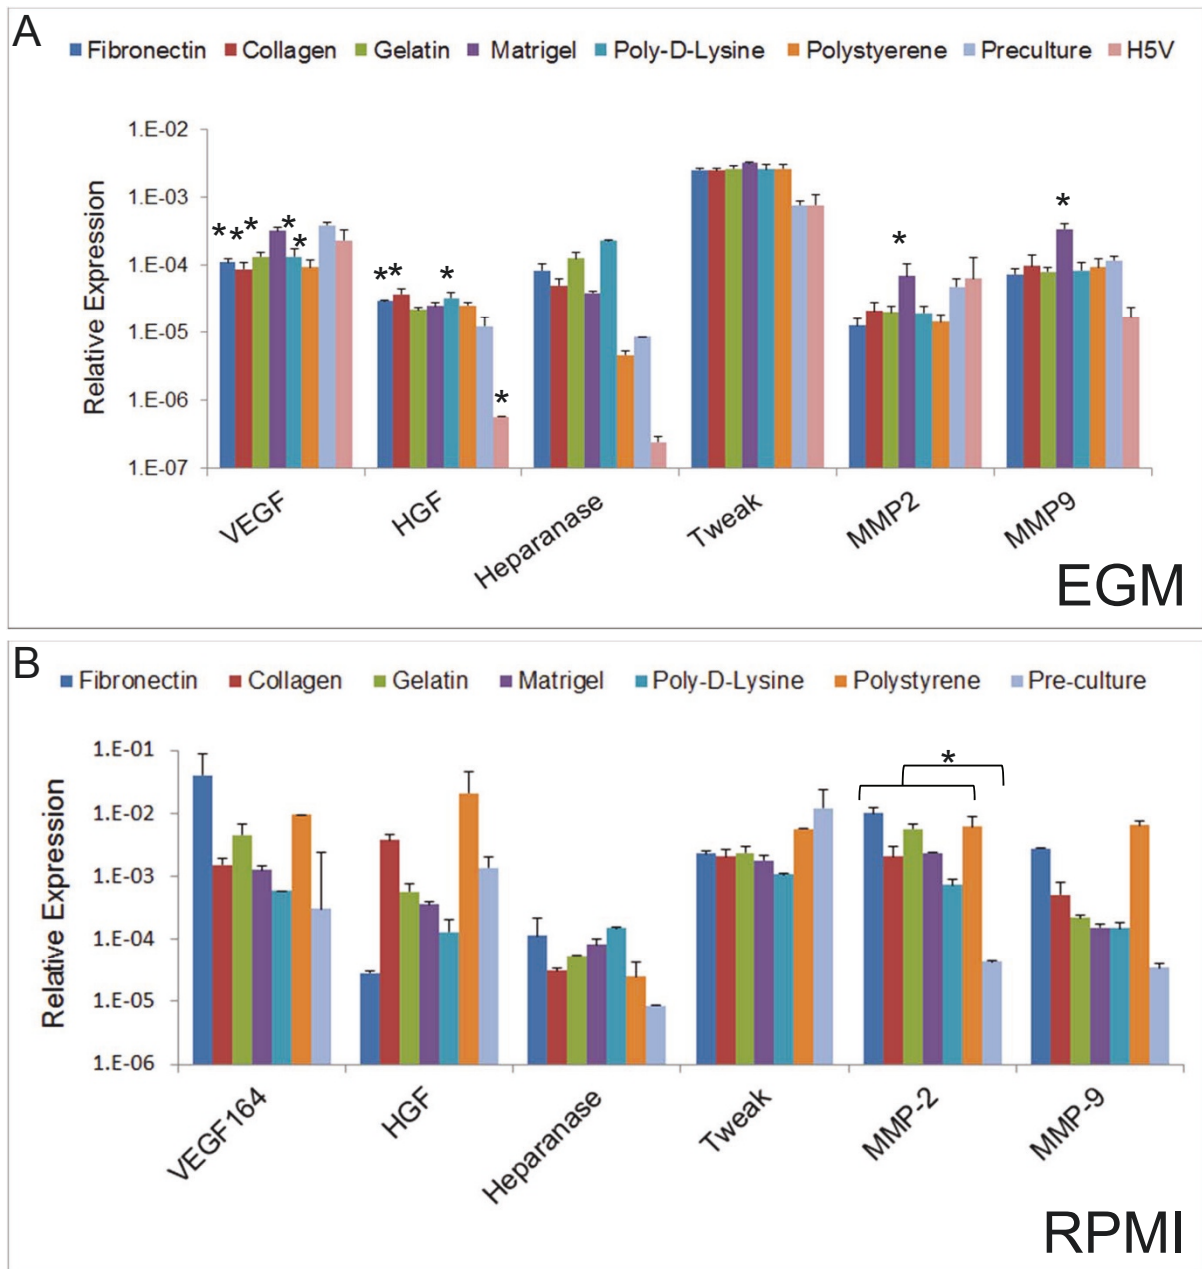 A
Fibronectin Collagen Gelatin Matrigel Poly-D-Lysine Polystyerene Preculture H5V
1.E-02
1.E-03
1.E-04
1.E-05
1.E-06
1.E-07
Relative Expression
* * * * *
* * * *
*
*
VEGF HGF Heparanase Tweak MMP2 MMP9
EGM
B
Fibronectin Collagen Gelatin Matrigel Poly-D-Lysine Polystyrene Pre-culture
1.E-01
1.E-02
1.E-03
1.E-04
1.E-05
1.E-06
Relative Expression
*
VEGF164 HGF Heparanase Tweak MMP-2 MMP-9
RPMI